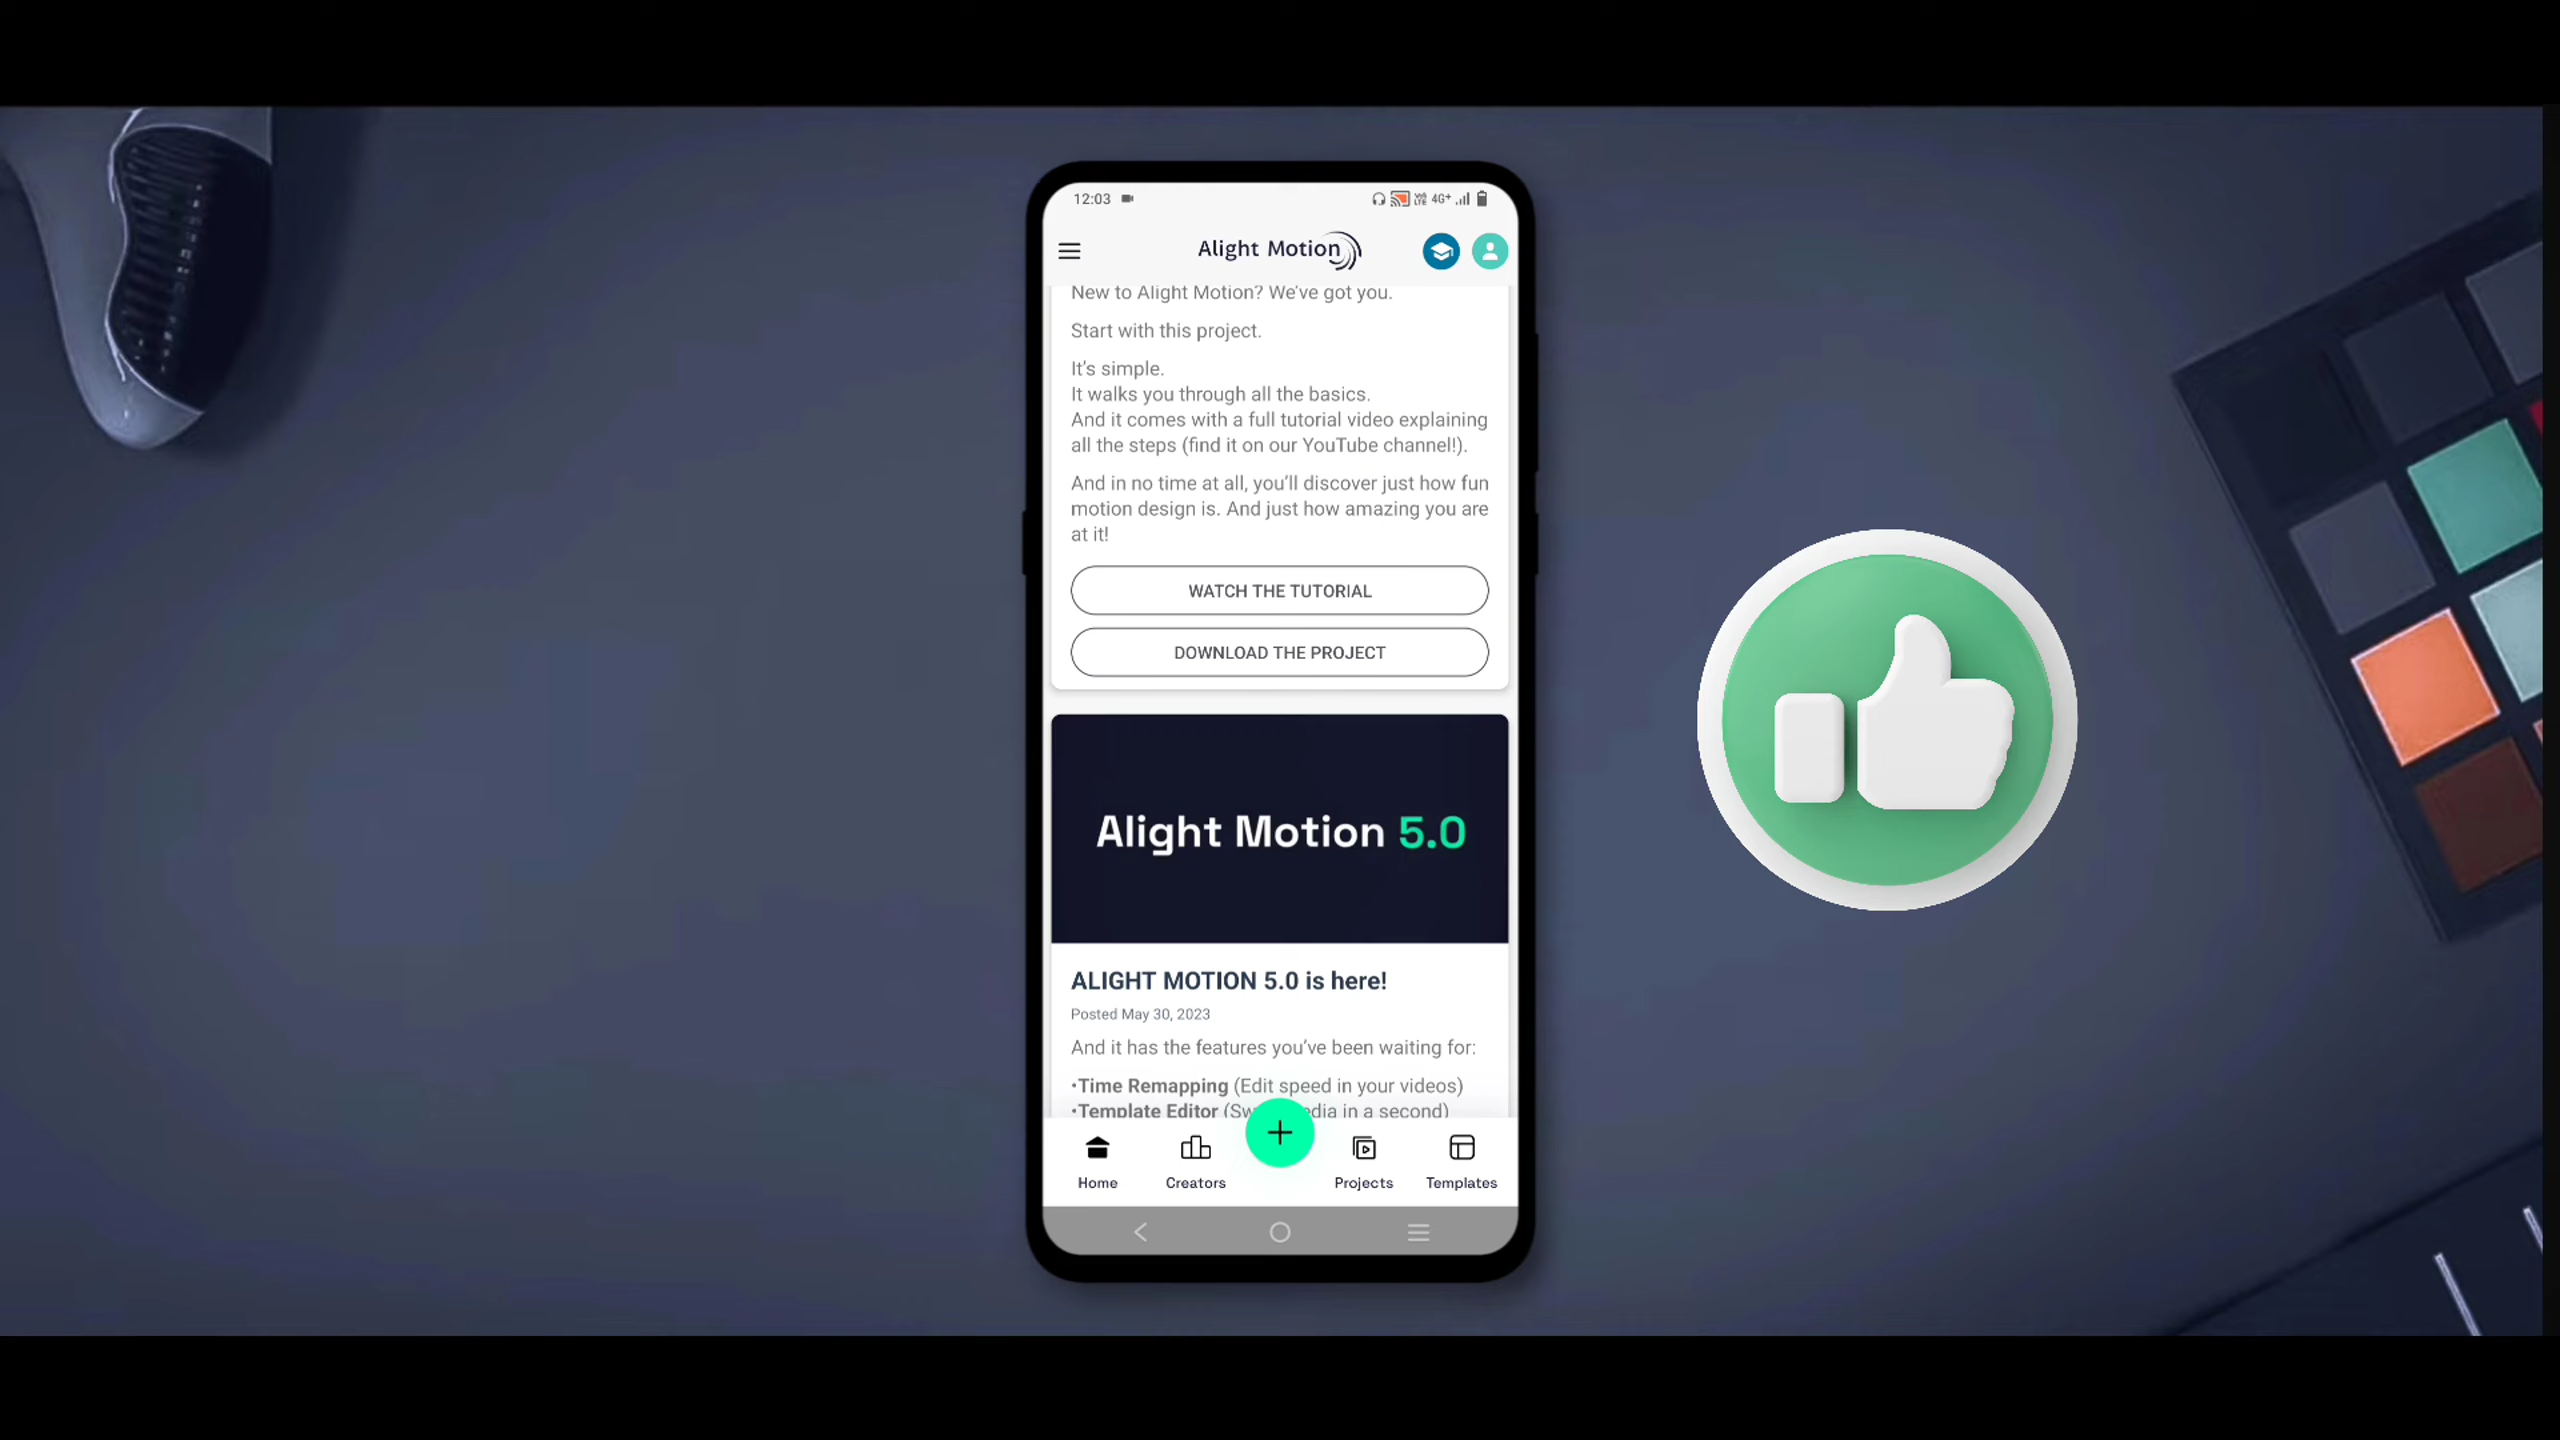 12:03
VoLTE 4G+
Alight Motion
New to Alight Motion? We've got you.
Start with this project.
It's simple.
It walks you through all the basics.
And it comes with a full tutorial video explaining
all the steps (find it on our YouTube channel!).
And in no time at all, you'll discover just how fun
motion design is. And just how amazing you are
at it!
WATCH THE TUTORIAL
DOWNLOAD THE PROJECT
Alight Motion 5.0
ALIGHT MOTION 5.0 is here!
Posted May 30, 2023
And it has the features you've been waiting for:
•Time Remapping (Edit speed in your videos)
•Template Editor (Sw dia in a second)
Home
Creators
Projects
Templates